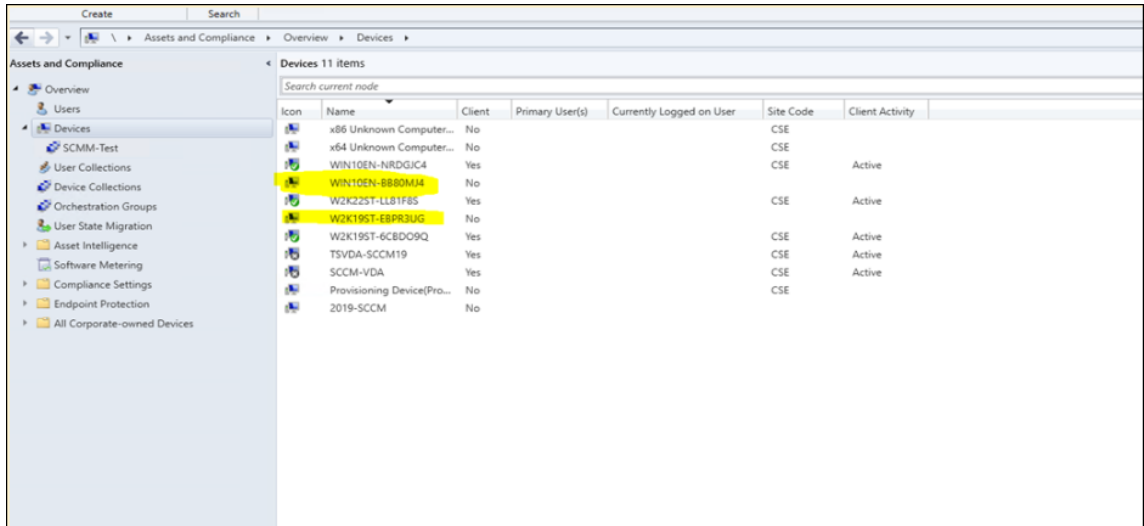 Create Search
\ Assets and Compliance Overview Devices
Assets and Compliance
Overview
Users
Devices
SCMM-Test
User Collections
Device Collections
Orchestration Groups
User State Migration
Asset Intelligence
Software Metering
Compliance Settings
Endpoint Protection
All Corporate-owned Devices
Devices 11 items
Search current node
Icon Name Client Primary User(s) Currently Logged on User Site Code Client Activity
x86 Unknown Computer... No CSE
x64 Unknown Computer... No CSE
WIN10EN-NRDGJC4 Yes CSE Active
WIN10EN-BB80MJ4 No
W2K22ST-LL81F8S Yes CSE Active
W2K19ST-EBPR3UG No
W2K19ST-6CBDO9Q Yes CSE Active
TSVDA-SCCM19 Yes CSE Active
SCCM-VDA Yes CSE Active
Provisioning Device(Pro... No CSE
2019-SCCM No